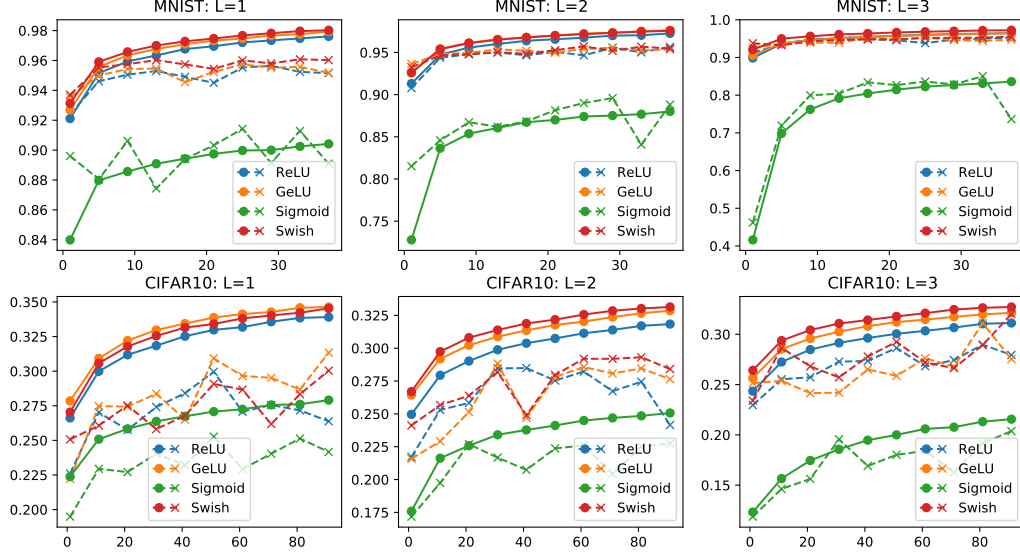 MNIST: L=1
0.98
0.96
0.94
0.92
0.90
0.88
0.86
0.84
0 10 20 30
ReLU
GeLU
Sigmoid
Swish
MNIST: L=2
0.95
0.90
0.85
0.80
0.75
0 10 20 30
ReLU
GeLU
Sigmoid
Swish
MNIST: L=3
1.0
0.9
0.8
0.7
0.6
0.5
0.4
0 10 20 30
ReLU
GeLU
Sigmoid
Swish
CIFAR10: L=1
0.350
0.325
0.300
0.275
0.250
0.225
0.200
0 20 40 60 80
ReLU
GeLU
Sigmoid
Swish
CIFAR10: L=2
0.325
0.300
0.275
0.250
0.225
0.200
0.175
0 20 40 60 80
ReLU
GeLU
Sigmoid
Swish
CIFAR10: L=3
0.30
0.25
0.20
0.15
0 20 40 60 80
ReLU
GeLU
Sigmoid
Swish